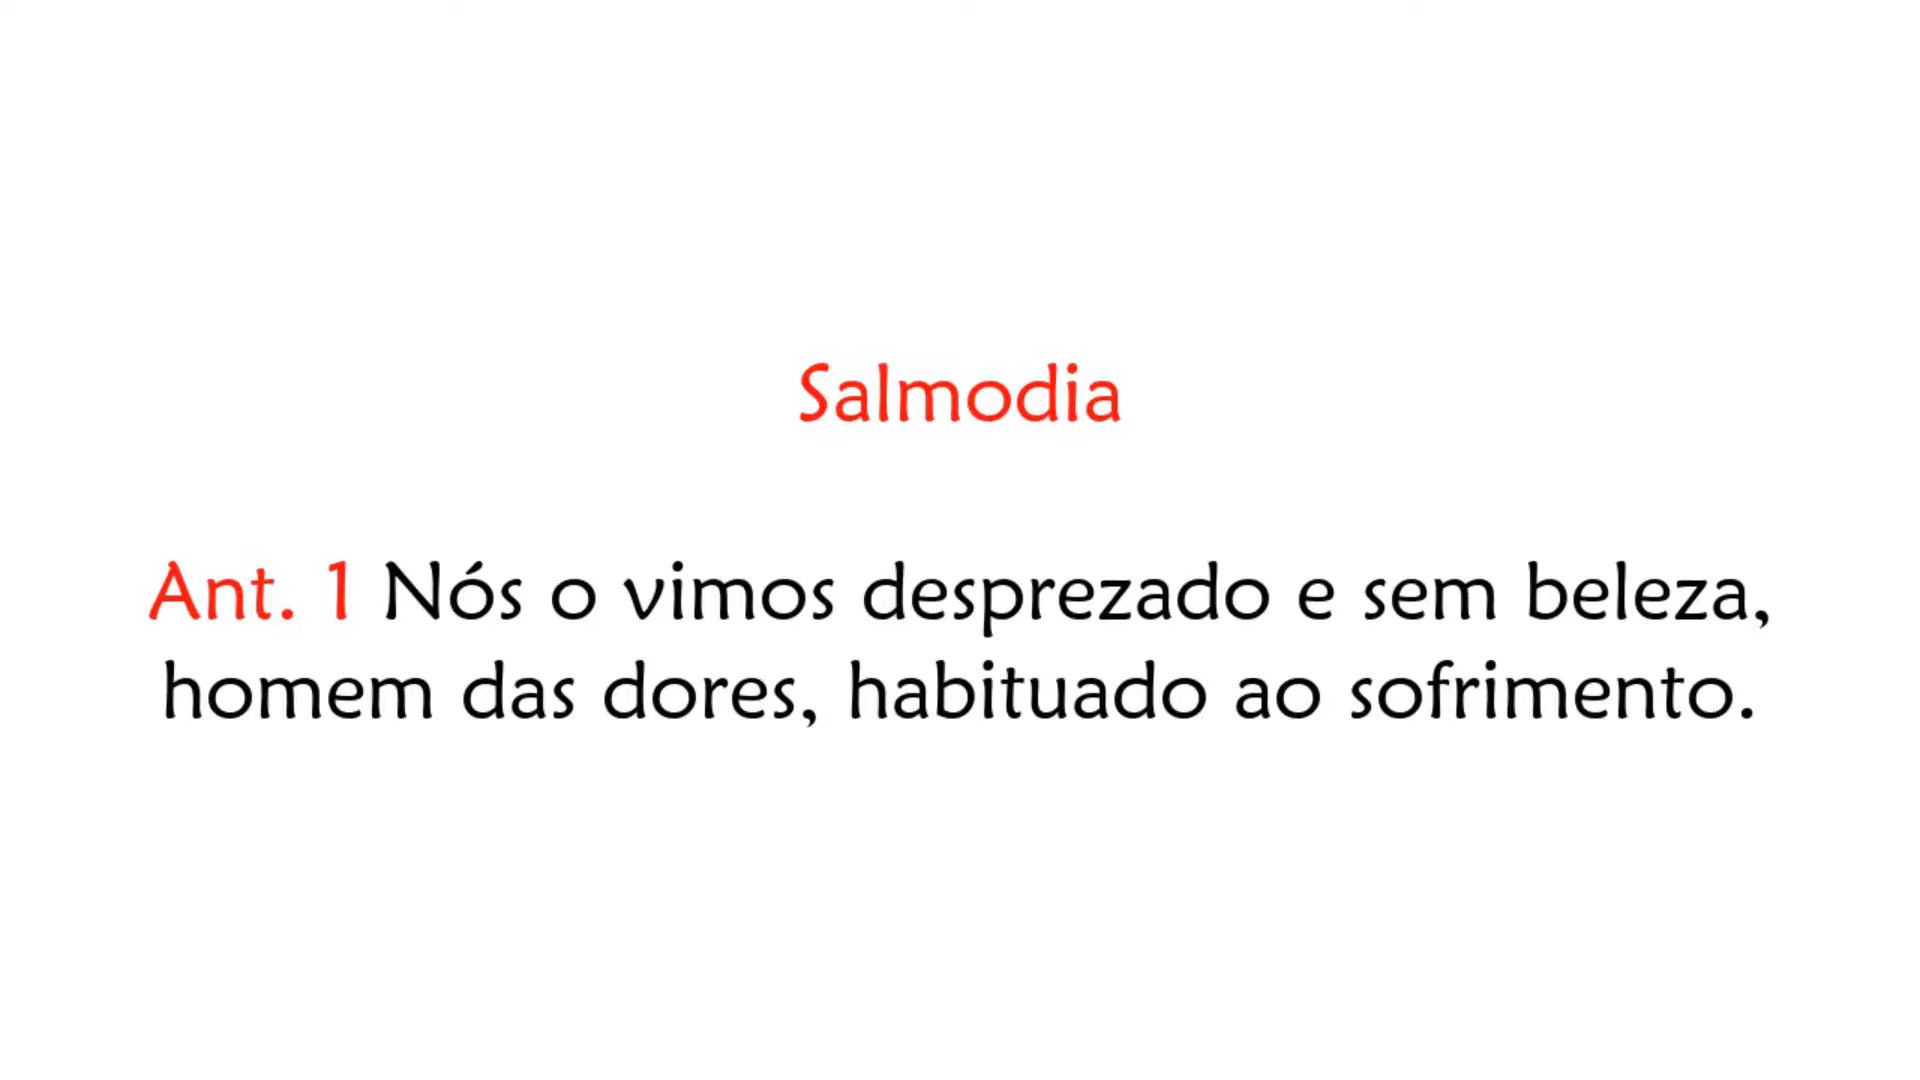 Salmodia
Ant. 1 Nós o vimos desprezado e sem beleza,
homem das dores, habituado ao sofrimento.